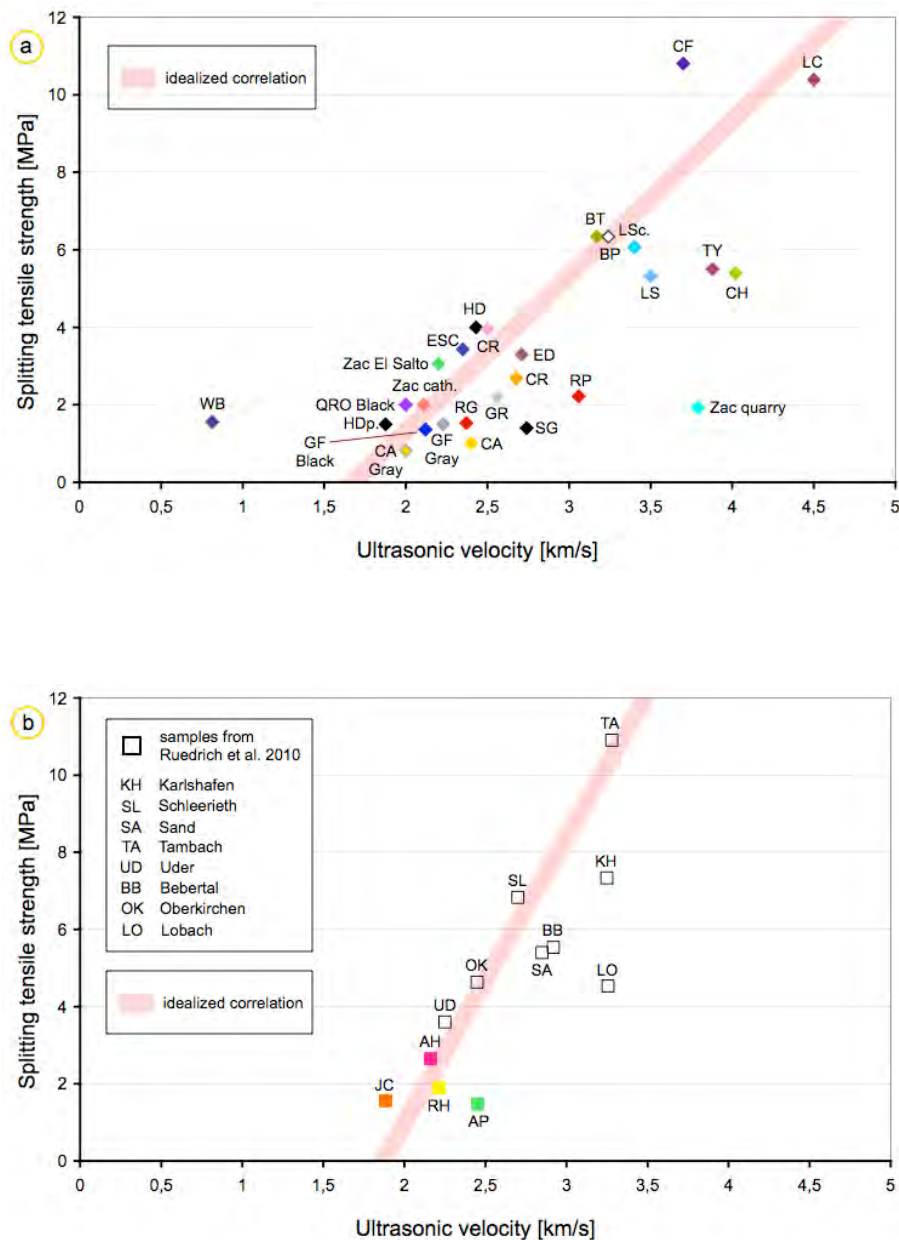 a
Splitting tensile strength [MPa]
12
10
8
6
4
2
0
idealized correlation
CF
LC
BT
LSc.
BP
TY
LS
CH
HD
ESC
CR
Zac El Salto
ED
Zac cath.
CR
RP
WB
QRO Black
RG
GR
Zac quarry
HDp.
SG
GF
Black
GF
Gray
CA
CA
Gray
0 0,5 1 1,5 2 2,5 3 3,5 4 4,5 5
Ultrasonic velocity [km/s]
b
Splitting tensile strength [MPa]
12
10
8
6
4
2
0
samples from
Ruedrich et al. 2010
KH Karlshafen
SL Schleerieth
SA Sand
TA Tambach
UD Uder
BB Bebertal
OK Oberkirchen
LO Lobach
idealized correlation
TA
KH
SL
BB
SA
LO
OK
UD
AH
JC
RH
AP
0 0,5 1 1,5 2 2,5 3 3,5 4 4,5 5
Ultrasonic velocity [km/s]